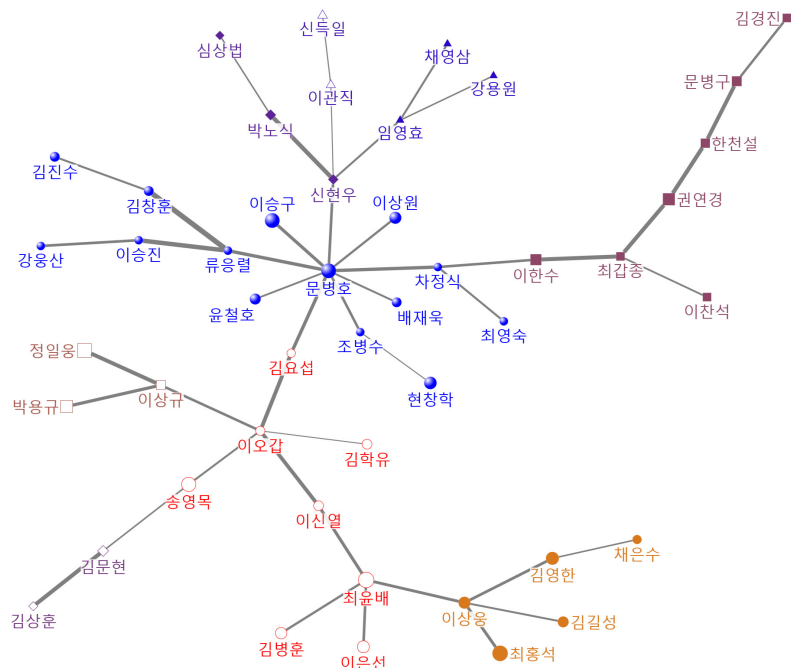 김경진
신득일
심상법
채영삼
문병구
강용원
이관직
박노식
임영효
한천설
김진수
신현우
김창훈
이승구
이상원
권연경
강웅산
이승진
류응렬
문병호
차정식
이한수
최갑종
이찬석
윤철호
배재욱
최영숙
조병수
정일웅
김요섭
현창학
이상규
박용규
이오갑
김학유
송영목
이신열
김문현
채은수
김영한
최윤배
김상훈
이상웅
김길성
김병훈
이은선
최홍석